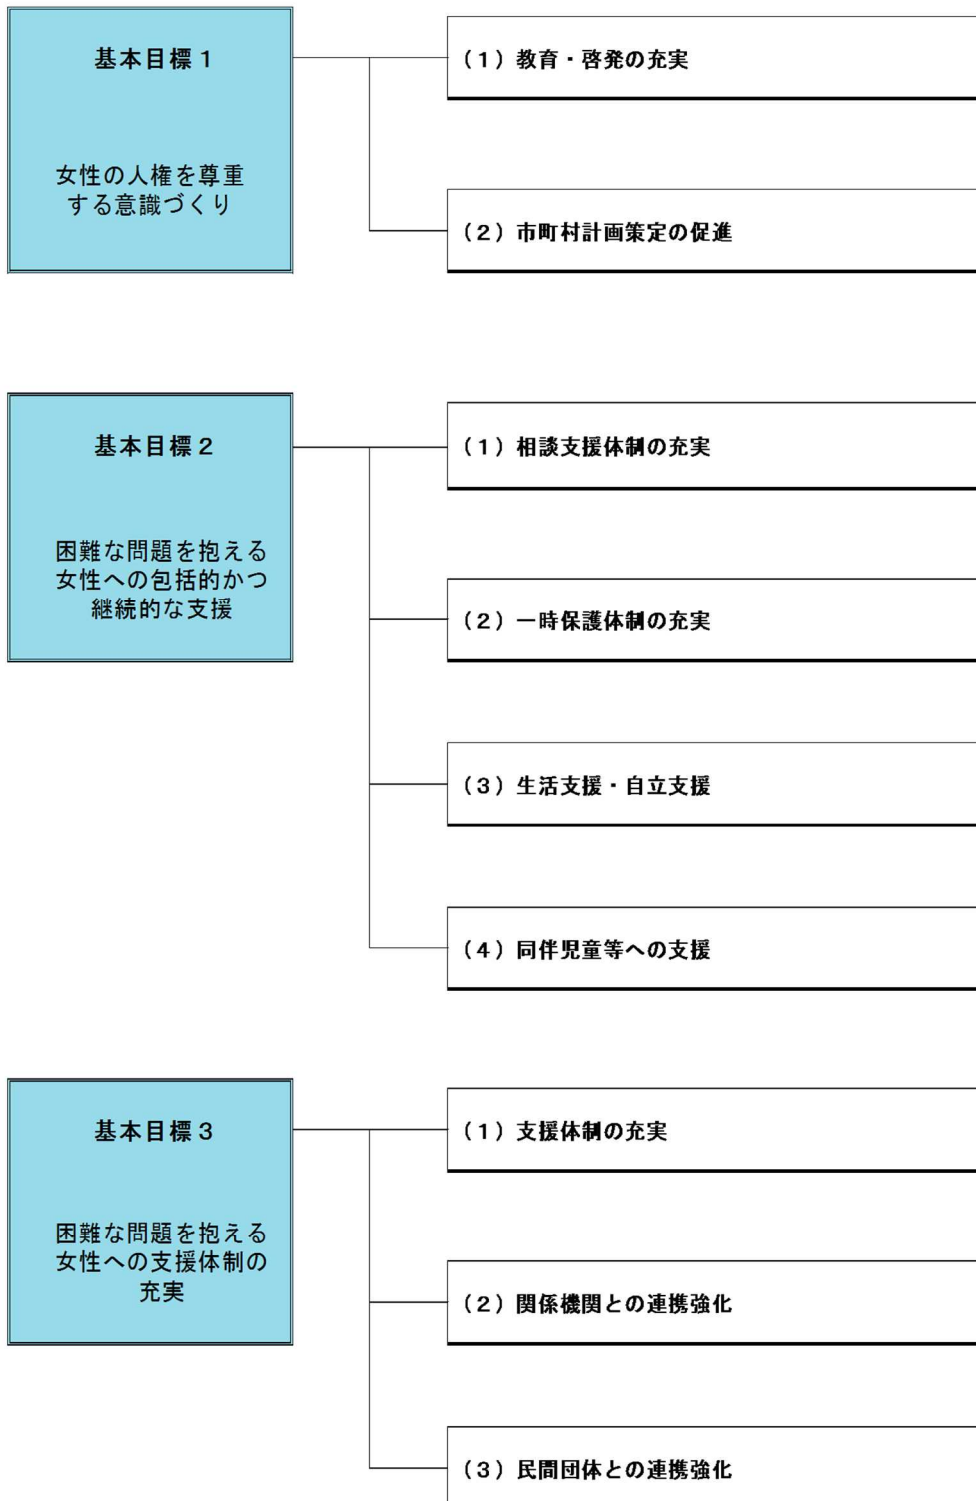 基本目標１
女性の人権を尊重
する意識づくり
（１）教育・啓発の充実
（２）市町村計画策定の促進
基本目標２
困難な問題を抱える
女性への包括的かつ
継続的な支援
（１）相談支援体制の充実
（２）一時保護体制の充実
（３）生活支援・自立支援
（４）同伴児童等への支援
基本目標３
困難な問題を抱える
女性への支援体制の
充実
（１）支援体制の充実
（２）関係機関との連携強化
（３）民間団体との連携強化